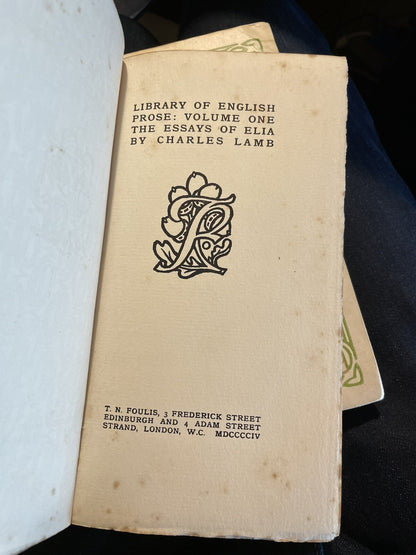 LIBRARY OF ENGLISH
PROSE: VOLUME ONE
THE ESSAYS OF ELIA
BY CHARLES LAMB
T. N. FOULIS, 3 FREDERICK STREET
EDINBURGH AND 4 ADAM STREET
STRAND, LONDON, W.C. MDCCCCIV